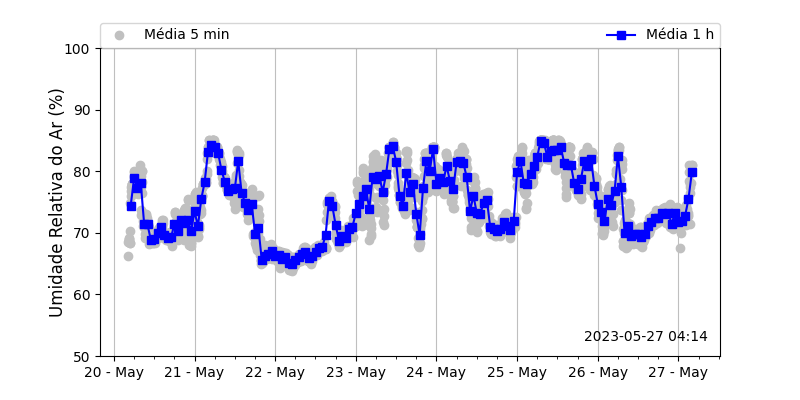 Média 5 min
Média 1 h
Umidade Relativa do Ar (%)
100
90
80
70
60
50
2023-05-27 04:14
20 - May
21 - May
22 - May
23 - May
24 - May
25 - May
26 - May
27 - May